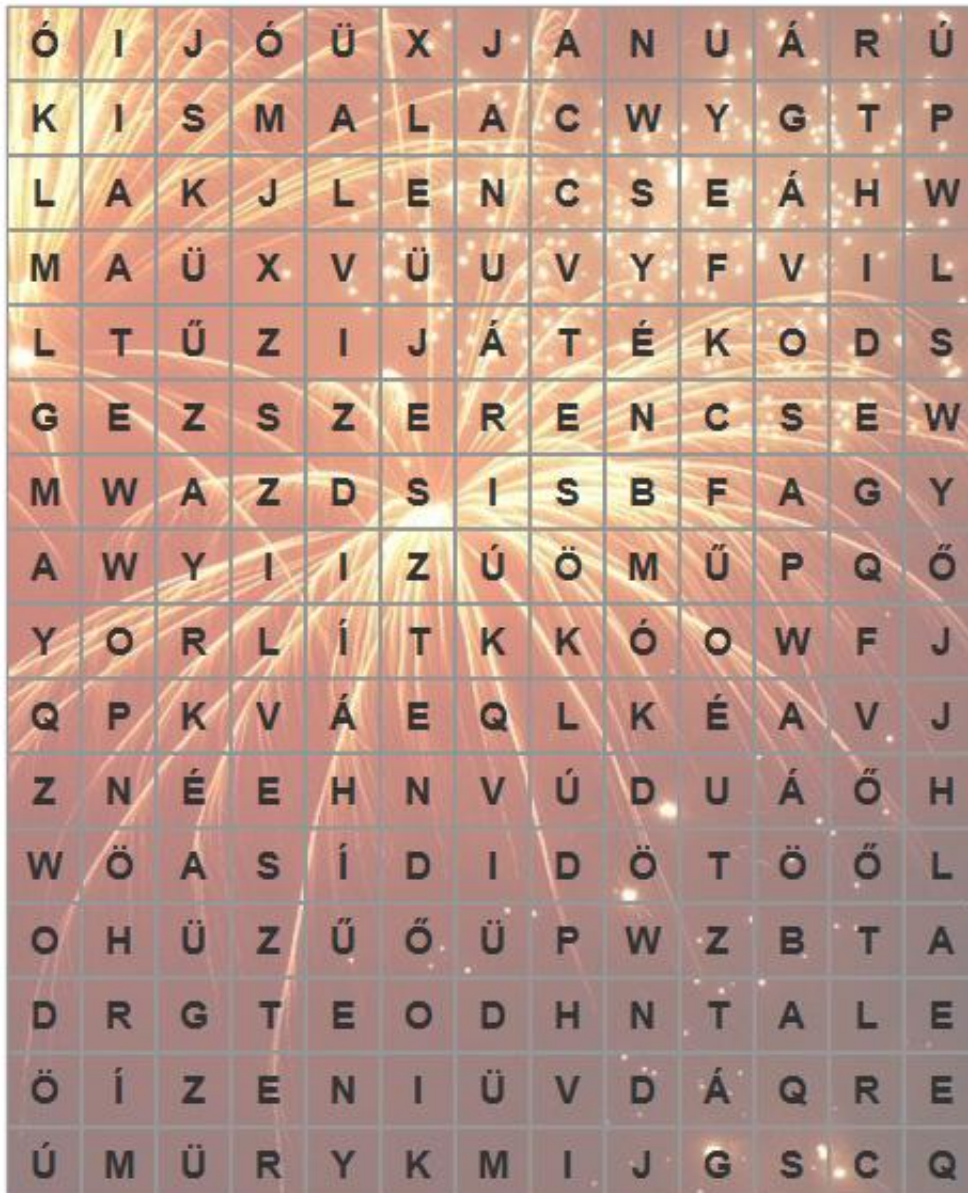 Ó I J Ó Ü X J A N U Á R Ú
K I S M A L A C W Y G T P
L A K J L E N C S E Á H W
M A Ü X V Ü U V Y F V I L
L T Ű Z I J Á T É K O D S
G E Z S Z E R E N C S E W
M W A Z D S I S B F A G Y
A W Y I I Z Ú Ö M Ű P Q Ő
Y O R L Í T K K Ó O W F J
Q P K V Á E Q L K É A V J
Z N É E H N V Ú D U Á Ő H
W Ö A S Í D I D Ö T Ö Ő L
O H Ü Z Ű Ő Ü P W Z B T A
D R G T E O D H N T A L E
Ö Í Z E N I Ü V D Á Q R E
Ú M Ü R Y K M I J G S C Q